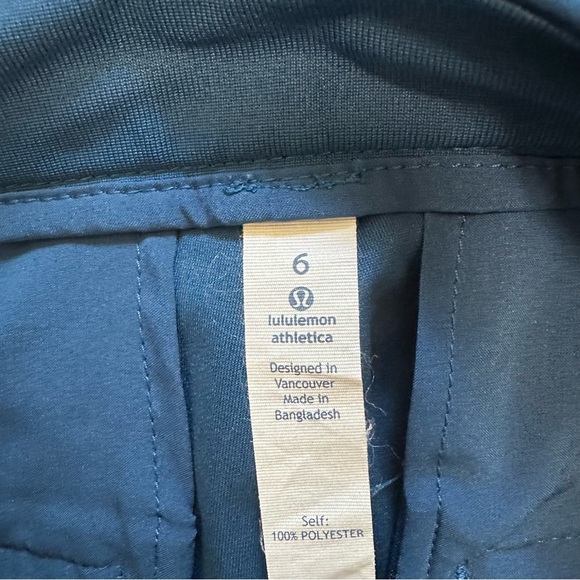 6
lululemon
athletica
Designed in
Vancouver
Made in
Bangladesh
Self:
100% POLYESTER